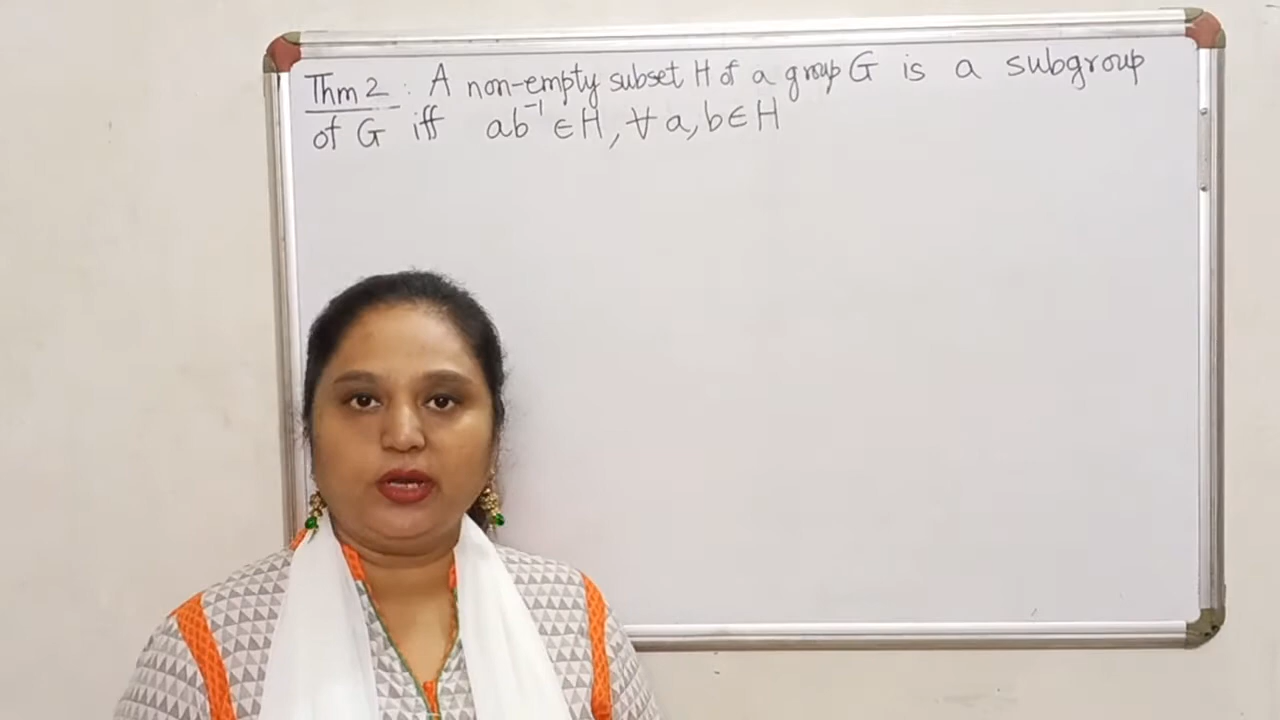 Thm 2 : A non-empty subset H of a group G is a subgroup
of G iff ab⁻¹ ∈ H, ∀ a, b ∈ H